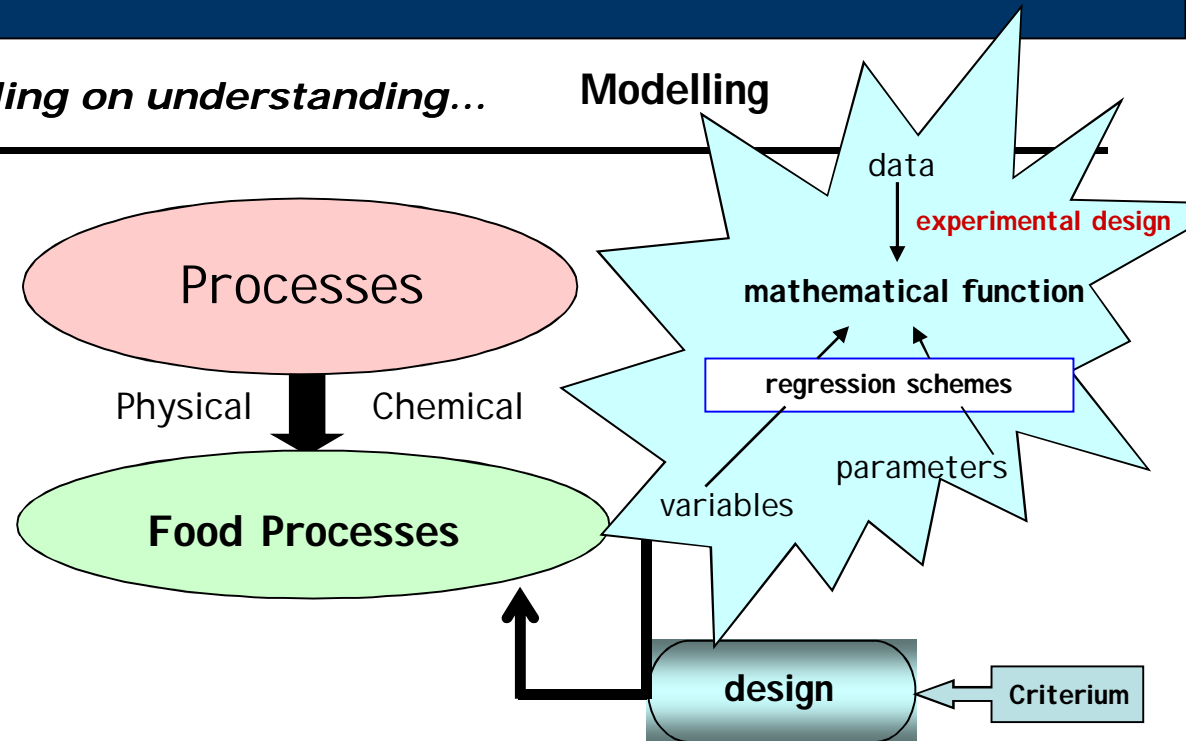 on understanding...
Modelling
data
experimental design
mathematical function
regression schemes
parameters
variables
Processes
Physical
Chemical
Food Processes
design
Criterium